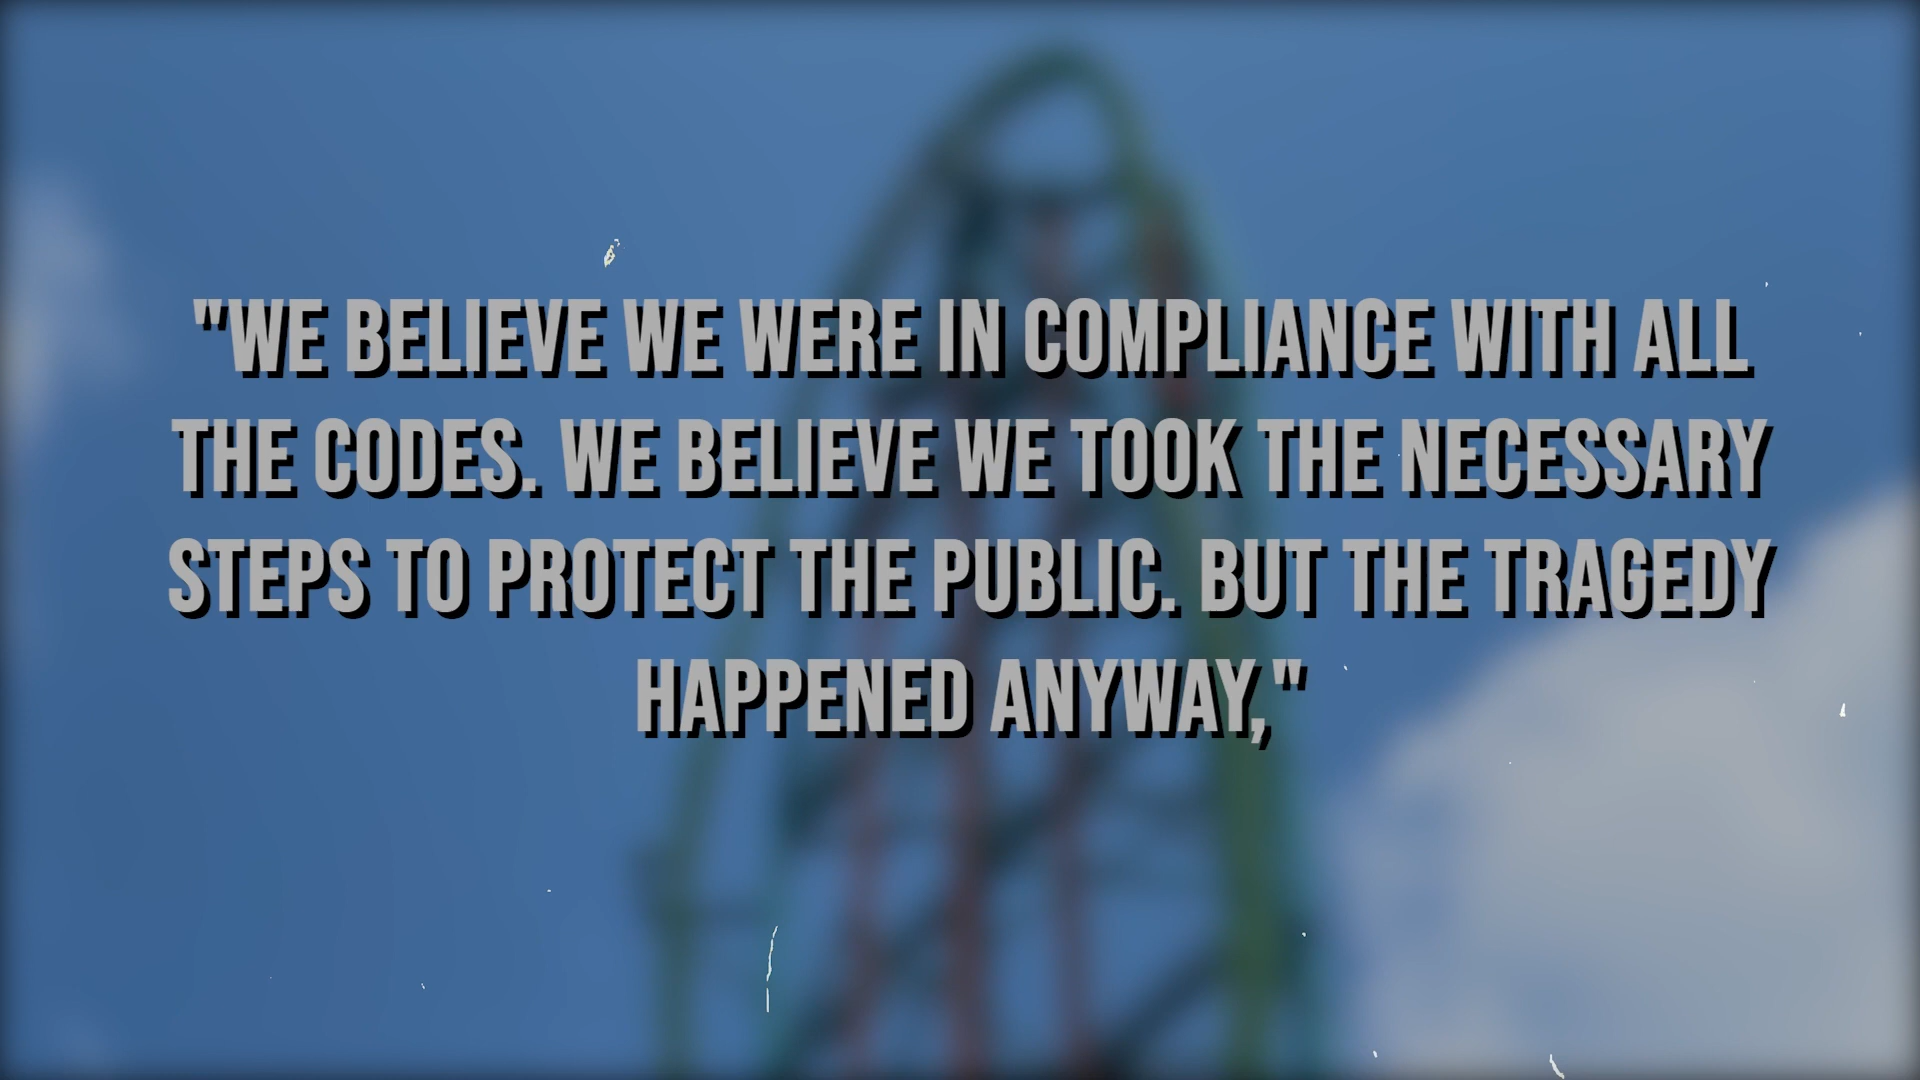 "WE BELIEVE WE WERE IN COMPLIANCE WITH ALL
THE CODES. WE BELIEVE WE TOOK THE NECESSARY
STEPS TO PROTECT THE PUBLIC. BUT THE TRAGEDY
HAPPENED ANYWAY,"